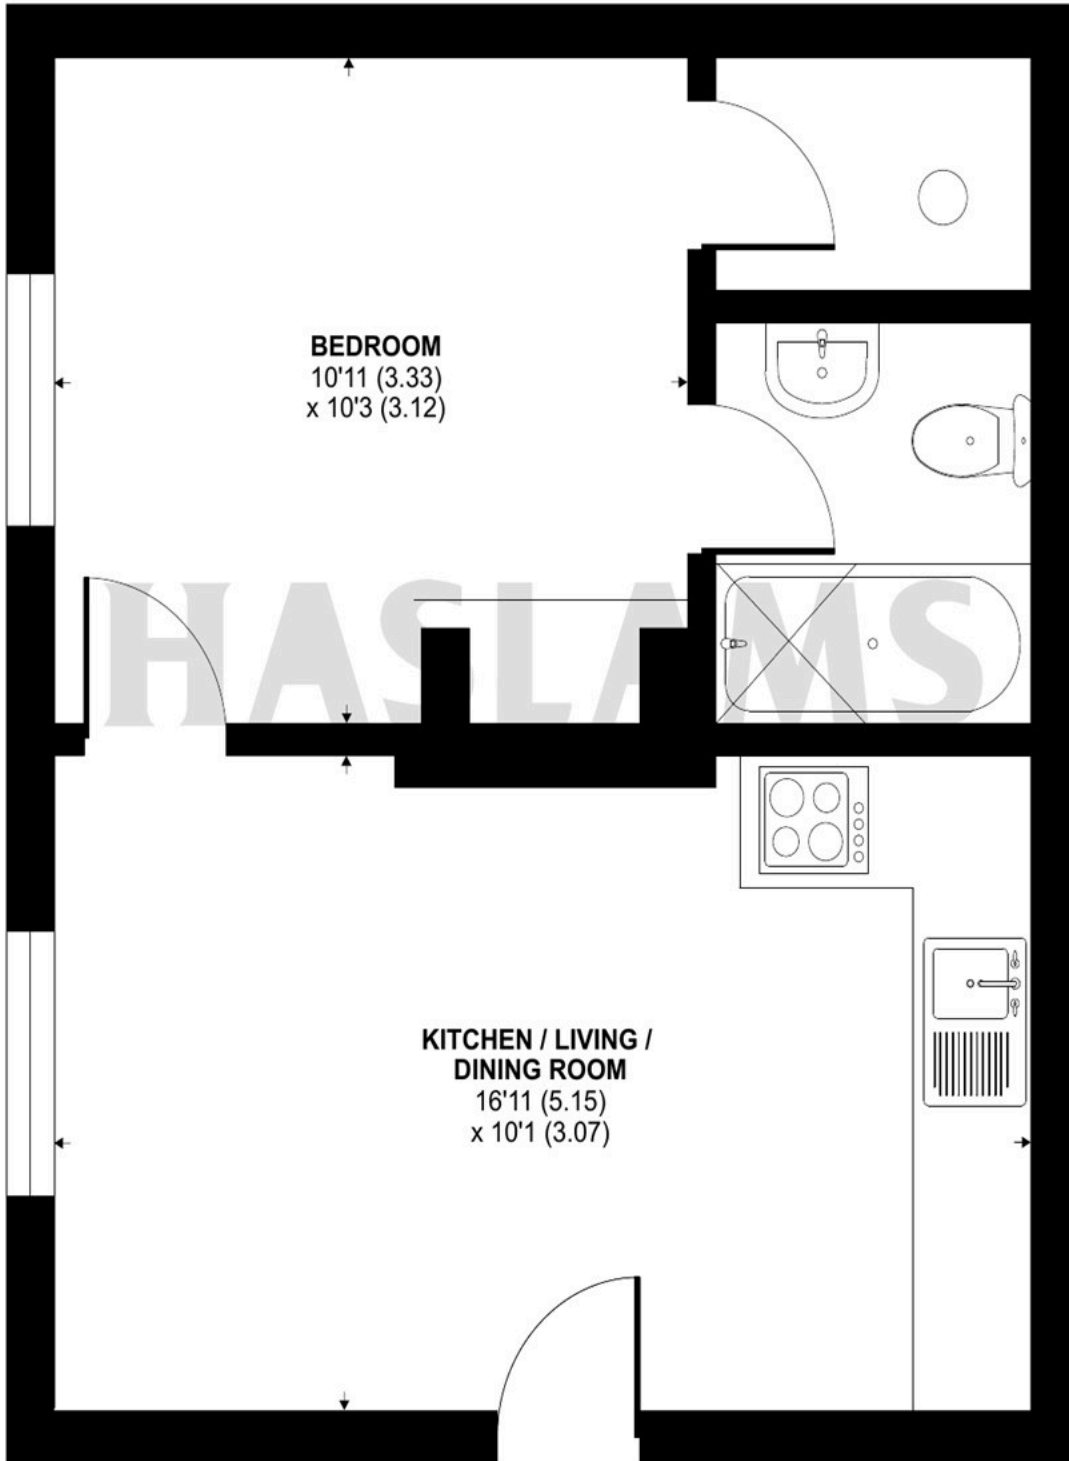 BEDROOM
10'11 (3.33)
x 10'3 (3.12)
HASLAMS
KITCHEN / LIVING /
DINING ROOM
16'11 (5.15)
x 10'1 (3.07)